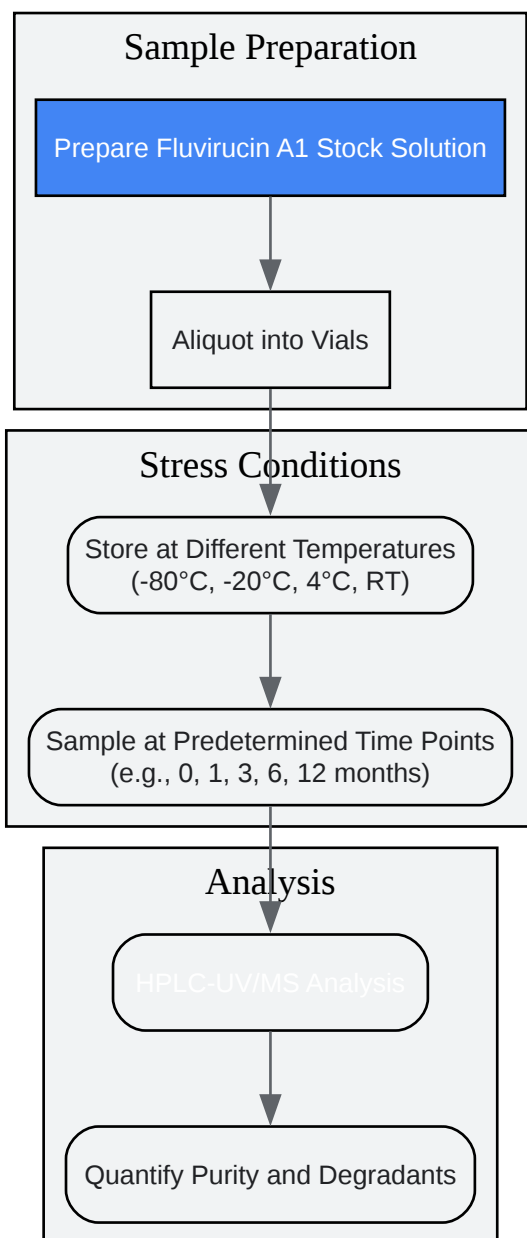 Sample Preparation
Prepare Fluvirucin A1 Stock Solution
Aliquot into Vials
Stress Conditions
Store at Different Temperatures
(-80°C, -20°C, 4°C, RT)
Sample at Predetermined Time Points
(e.g., 0, 1, 3, 6, 12 months)
Analysis
HPLC-UV/MS Analysis
Quantify Purity and Degradants